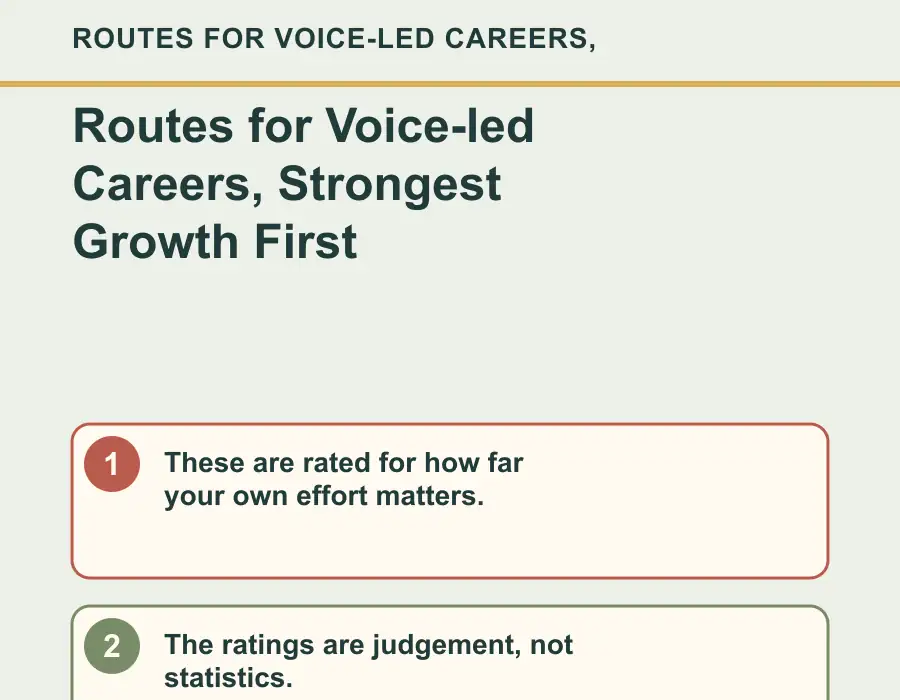 ROUTES FOR VOICE-LED CAREERS,
Routes for Voice-led
Careers, Strongest
Growth First
1
These are rated for how far
your own effort matters.
2
The ratings are judgement, not
statistics.